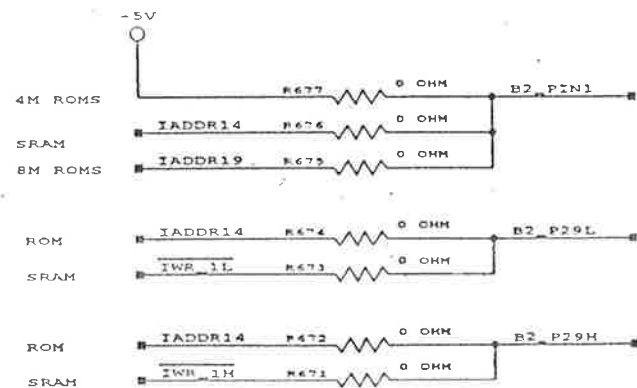 -5V
4M ROMS R677 0 OHM B2_PIN1
IADDR14 R676 0 OHM
SRAM
8M ROMS IADDR19 R675 0 OHM
ROM IADDR14 R674 0 OHM B2_P29L
SRAM IWR_1L R673 0 OHM
ROM IADDR14 R672 0 OHM B2_P29H
SRAM IWR_1H R671 0 OHM